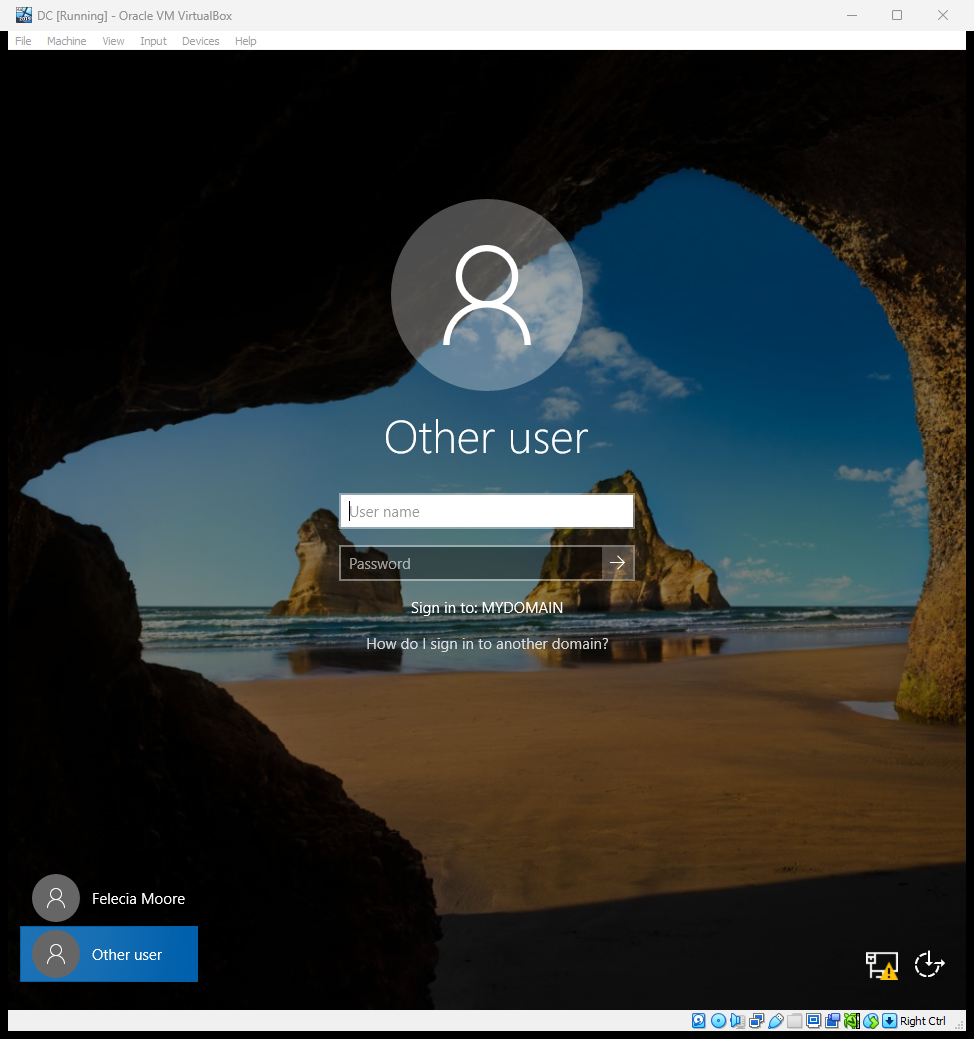 DC [Running] - Oracle VM VirtualBox
File Machine View Input Devices Help
Other user
User name
Password
Sign in to: MYDOMAIN
How do I sign in to another domain?
Felecia Moore
Other user
Right Ctrl